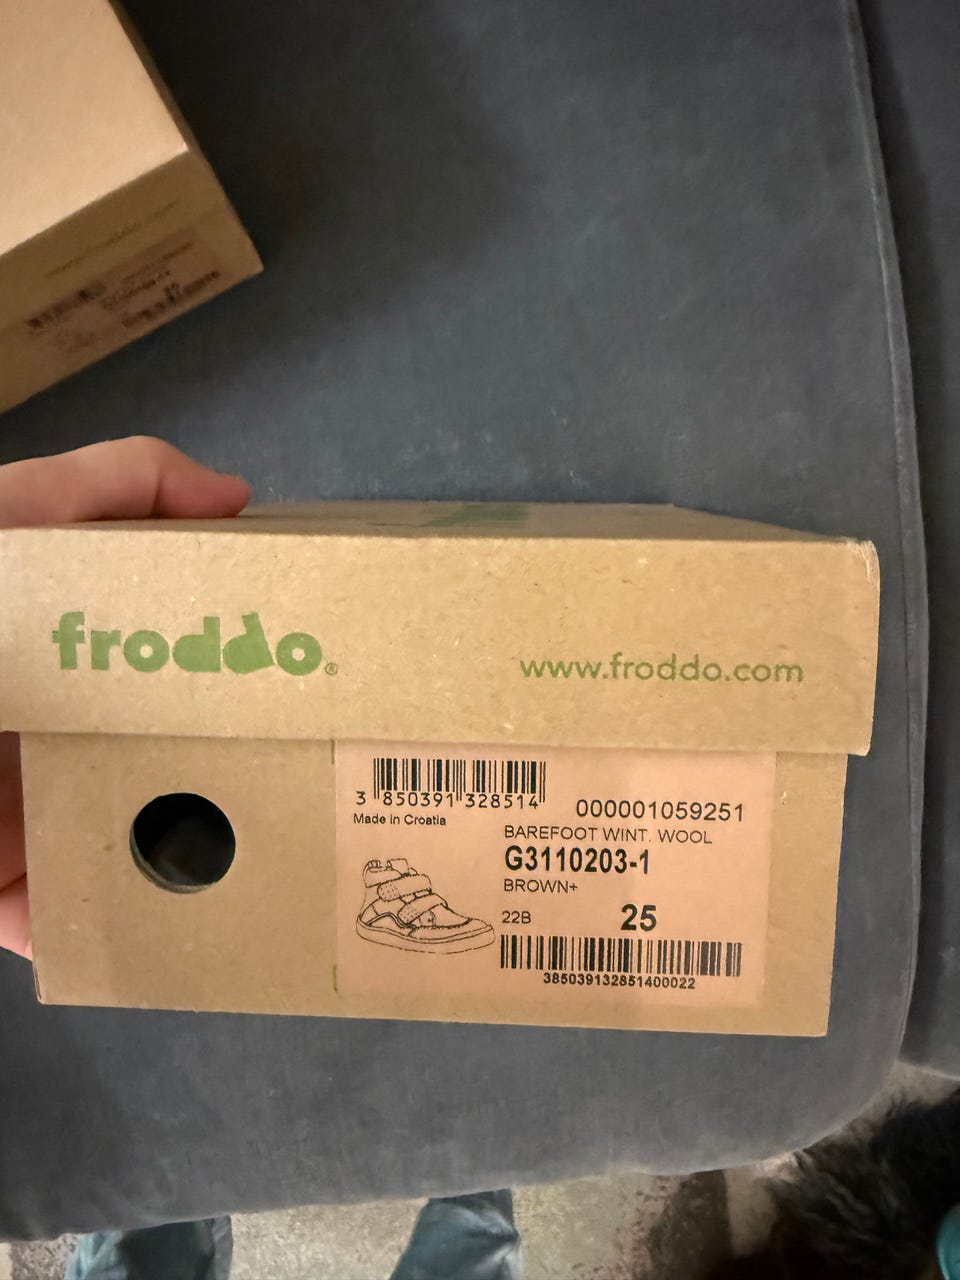 froddo®
www.froddo.com
3 850391 328514
000001059251
Made in Croatia
BAREFOOT WINT. WOOL
G3110203-1
BROWN+
22B
25
385039132851400022